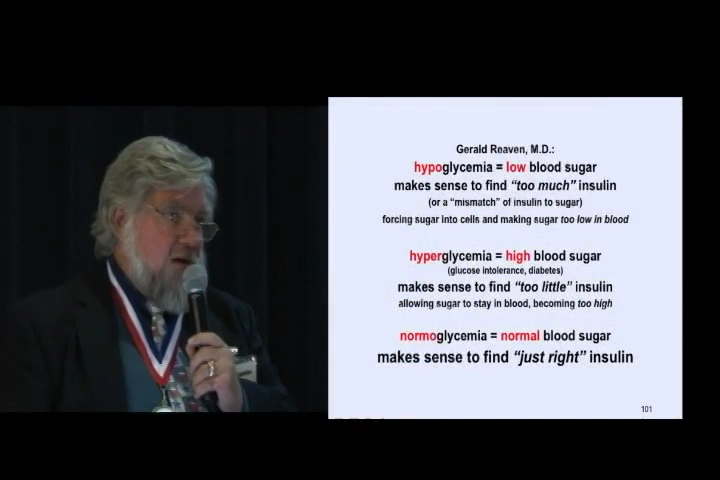 Gerald Reaven, M.D.:
hypoglycemia = low blood sugar
makes sense to find “too much” insulin
(or a “mismatch” of insulin to sugar)
forcing sugar into cells and making sugar too low in blood
hyperglycemia = high blood sugar
(glucose intolerance, diabetes)
makes sense to find “too little” insulin
allowing sugar to stay in blood, becoming too high
normoglycemia = normal blood sugar
makes sense to find “just right” insulin
101